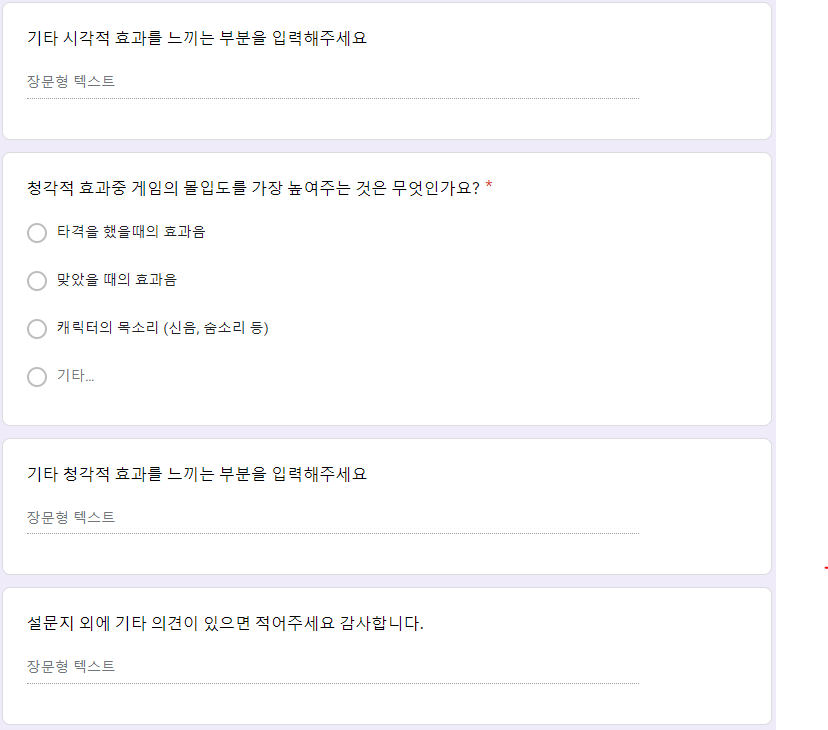 기타 시각적 효과를 느끼는 부분을 입력해주세요
장문형 텍스트
청각적 효과중 게임의 몰입도를 가장 높여주는 것은 무엇인가요? *
타격을 했을때의 효과음
맞았을 때의 효과음
캐릭터의 목소리 (신음, 숨소리 등)
기타...
기타 청각적 효과를 느끼는 부분을 입력해주세요
장문형 텍스트
설문지 외에 기타 의견이 있으면 적어주세요 감사합니다.
장문형 텍스트